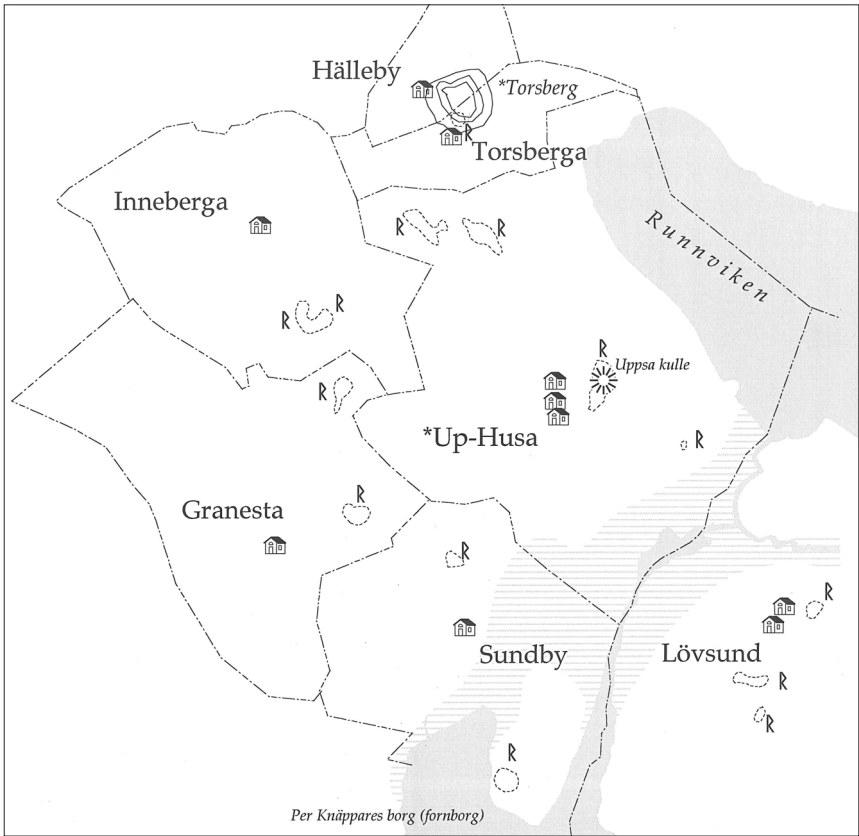 Hälleby
*Torsberg
R
Torsberga
Inneberga
R
R
Runnviken
R
R
R
R
Uppsa kulle
*Up-Husa
R
Granesta
R
R
R
Sundby
Lövsund
R
R
R
Per Knäppares borg (fornborg)